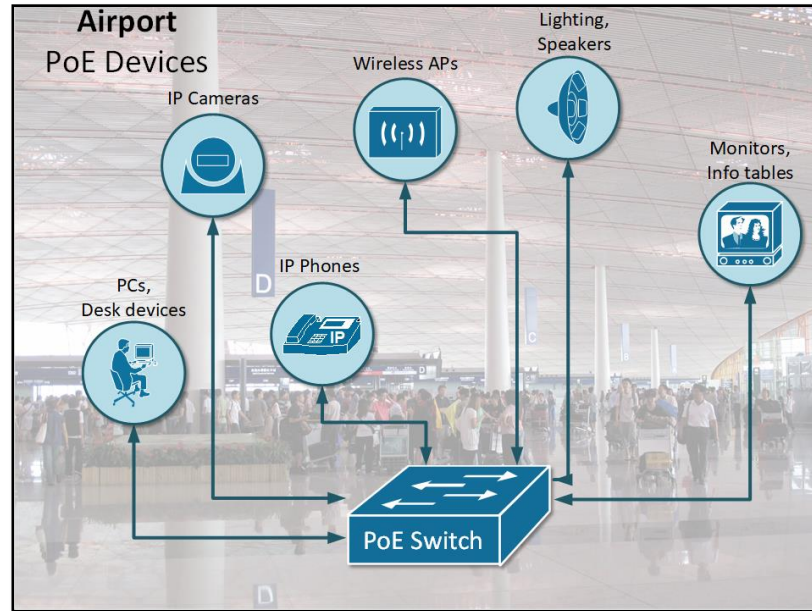 Airport
PoE Devices
IP Cameras
Wireless APs
Lighting,
Speakers
Monitors,
Info tables
PCs,
Desk devices
IP Phones
IP
PoE Switch
D
C
D